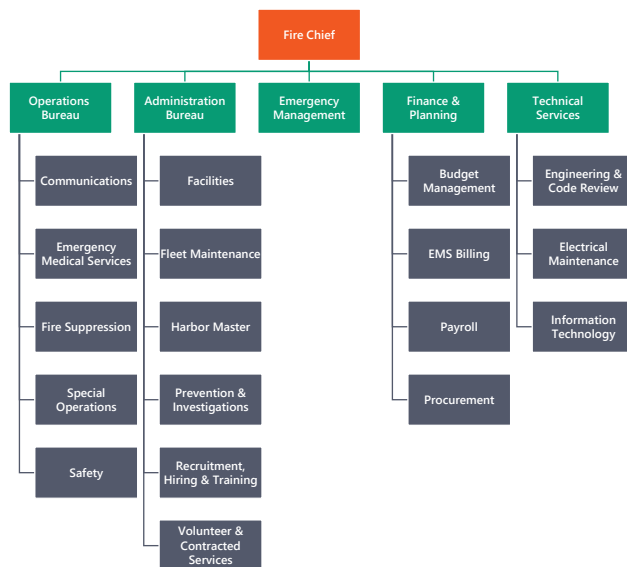 Fire Chief
Operations
Bureau
Administration
Bureau
Emergency
Management
Finance &
Planning
Technical
Services
Communications
Emergency
Medical Services
Fire Suppression
Special
Operations
Safety
Facilities
Fleet Maintenance
Harbor Master
Prevention &
Investigations
Recruitment,
Hiring & Training
Volunteer &
Contracted
Services
Budget
Management
EMS Billing
Payroll
Procurement
Engineering &
Code Review
Electrical
Maintenance
Information
Technology